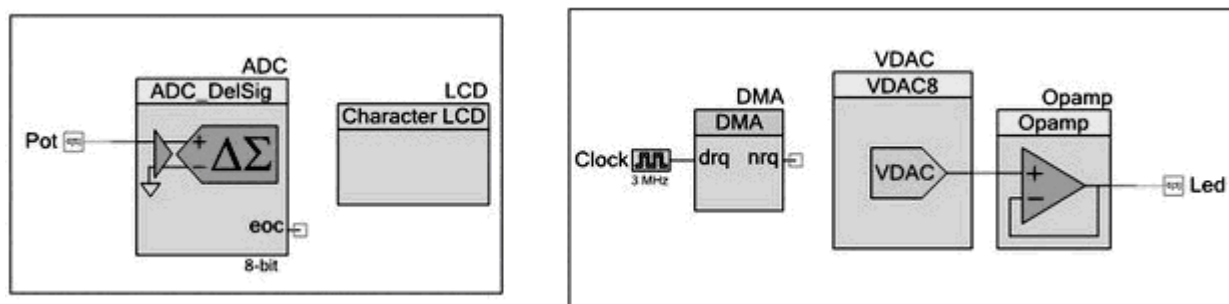 ADC
ADC_DelSig
Pot
+
ΔΣ
−
eoc
8-bit
LCD
Character LCD
DMA
DMA
Clock
drq
nrq
3 MHz
VDAC
VDAC8
VDAC
Opamp
Opamp
+
−
Led